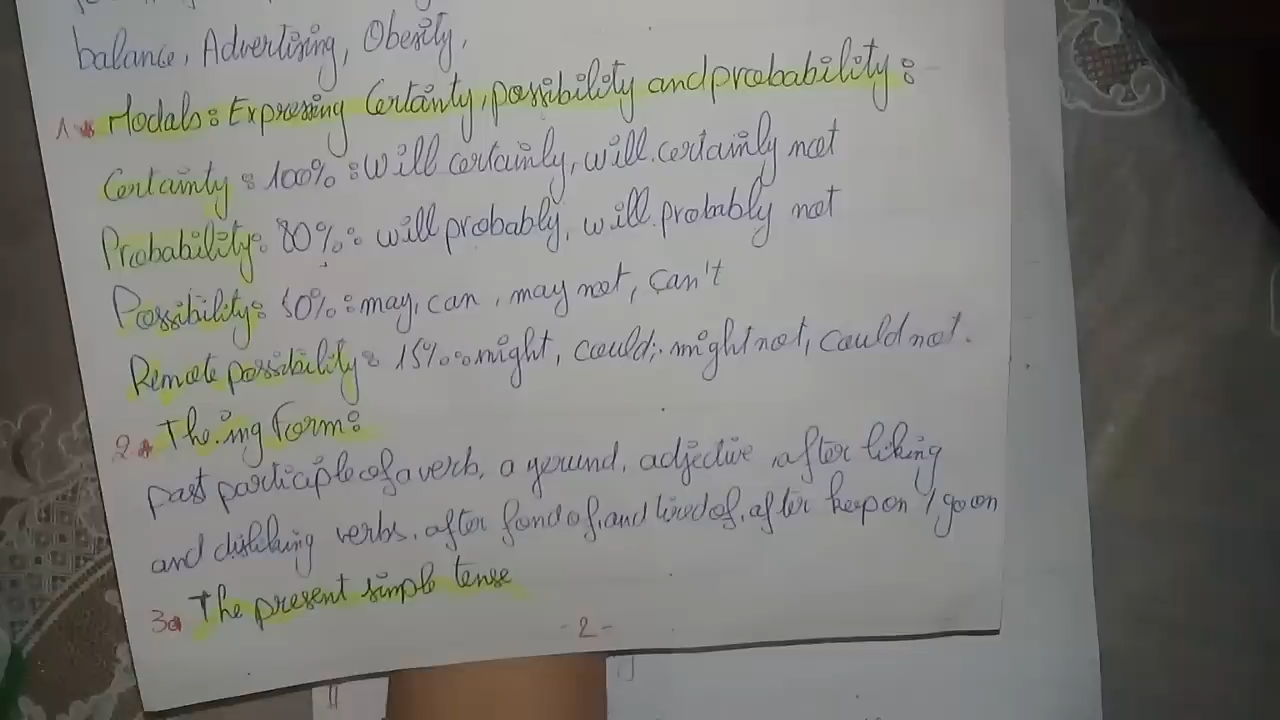 balance, Advertising, Obesity,
1* Modals: Expressing Certainty, possibility and probability:
Certainty: 100%: will certainly, will certainly not
Probability: 80%: will probably, will probably not
Possibility: 50%: may, can, may not, can't
Remote possibility: 15%: might, could; might not, could not.
2* The.ing form:
past participle of a verb, a gerund, adjective, after liking
and disliking verbs, after fond of, and tired of, after keep on / go on
3* The present simple tense
- 2 -